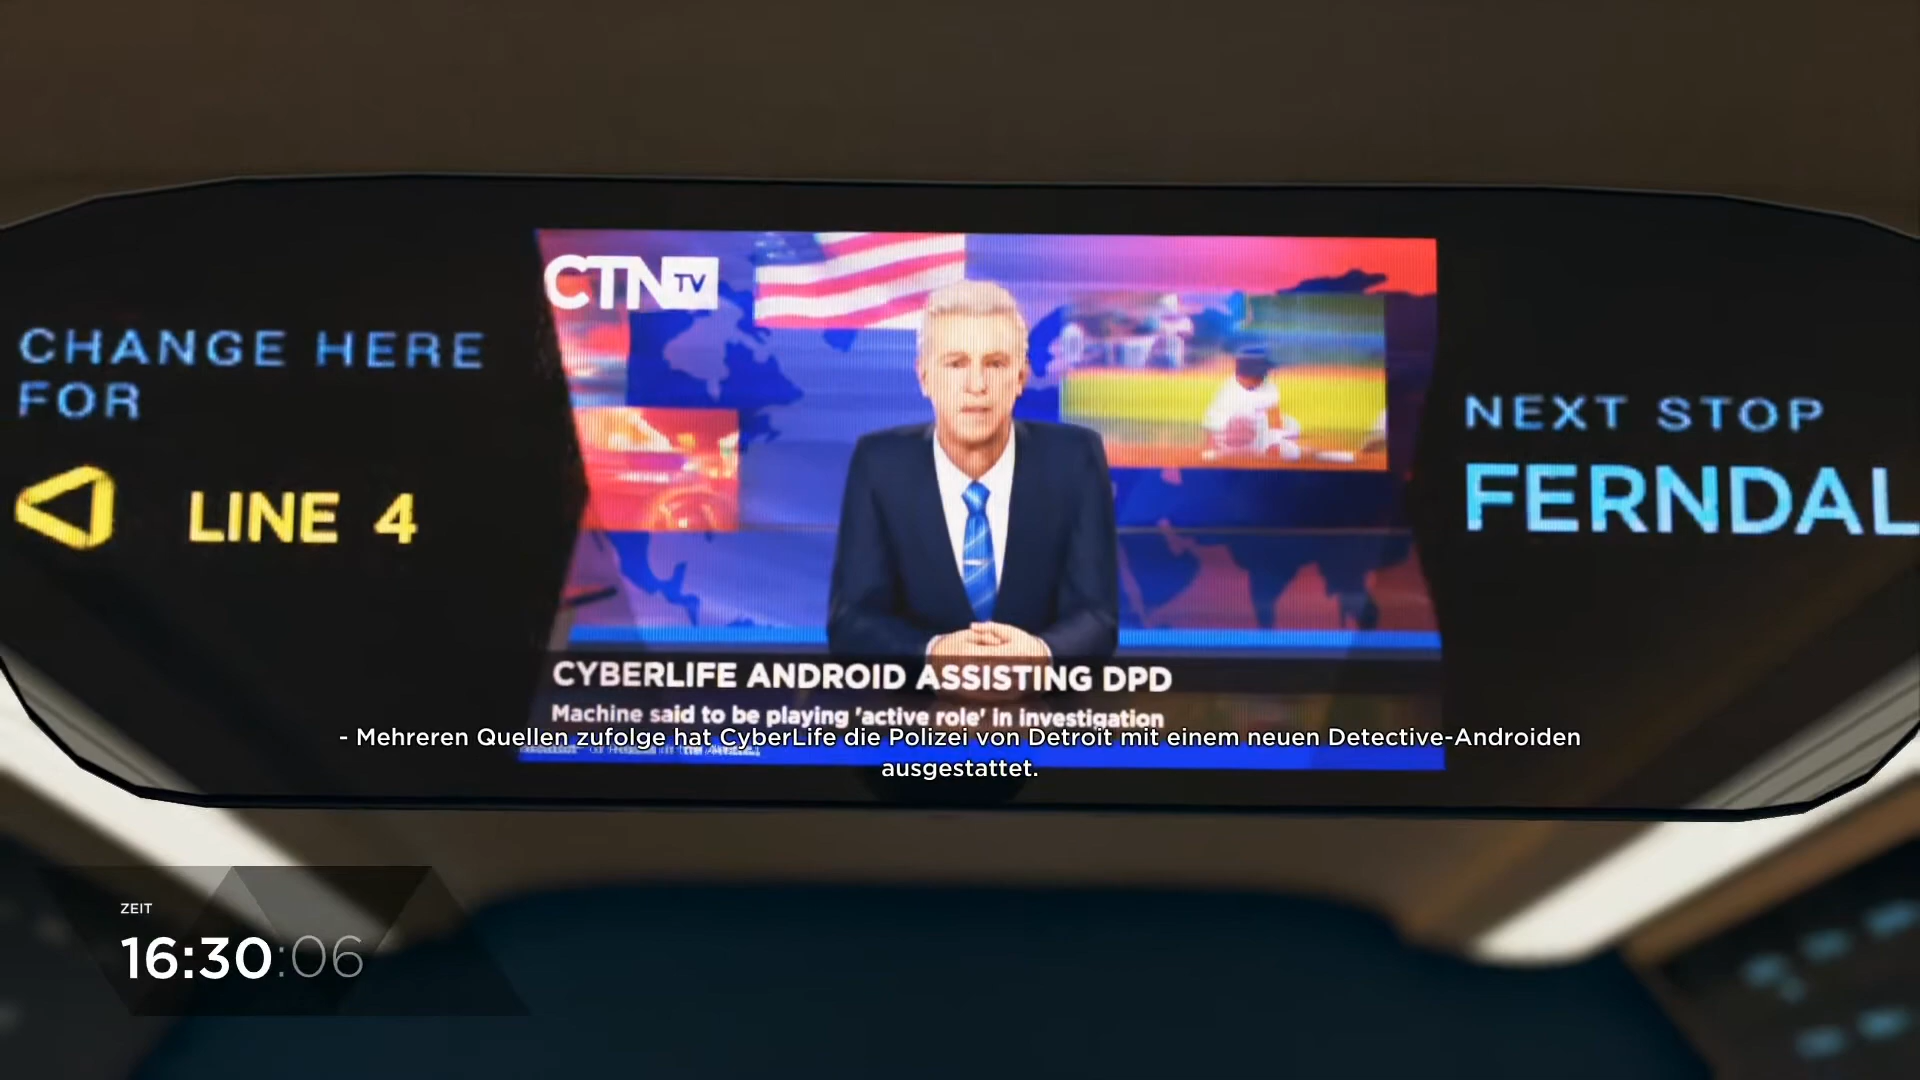 CTN TV
CHANGE HERE
FOR
LINE 4
NEXT STOP
FERNDAL
CYBERLIFE ANDROID ASSISTING DPD
Machine said to be playing 'active role' in investigation
- Mehreren Quellen zufolge hat CyberLife die Polizei von Detroit mit einem neuen Detective-Androiden
ausgestattet.
ZEIT
16:30:06